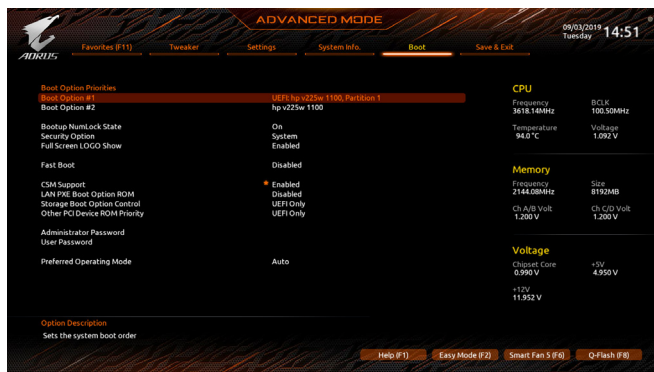 ADVANCED MODE
09/03/2019 Tuesday 14:51
AORUS
Favorites (F11) Tweaker Settings System Info. Boot Save & Exit
Boot Option Priorities
Boot Option #1 UEFI: hp v225w 1100, Partition 1
Boot Option #2 hp v225w 1100
Bootup NumLock State On
Security Option System
Full Screen LOGO Show Enabled
Fast Boot Disabled
CSM Support Enabled
LAN PXE Boot Option ROM Disabled
Storage Boot Option Control UEFI Only
Other PCI Device ROM Priority UEFI Only
Administrator Password
User Password
Preferred Operating Mode Auto
CPU
Frequency BCLK
3618.14MHz 100.50MHz
Temperature Voltage
94.0 °C 1.092 V
Memory
Frequency Size
2144.08MHz 8192MB
Ch A/B Volt Ch C/D Volt
1.200 V 1.200 V
Voltage
Chipset Core +5V
0.990 V 4.950 V
+12V
11.952 V
Option Description
Sets the system boot order
Help (F1) Easy Mode (F2) Smart Fan 5 (F6) Q-Flash (F8)